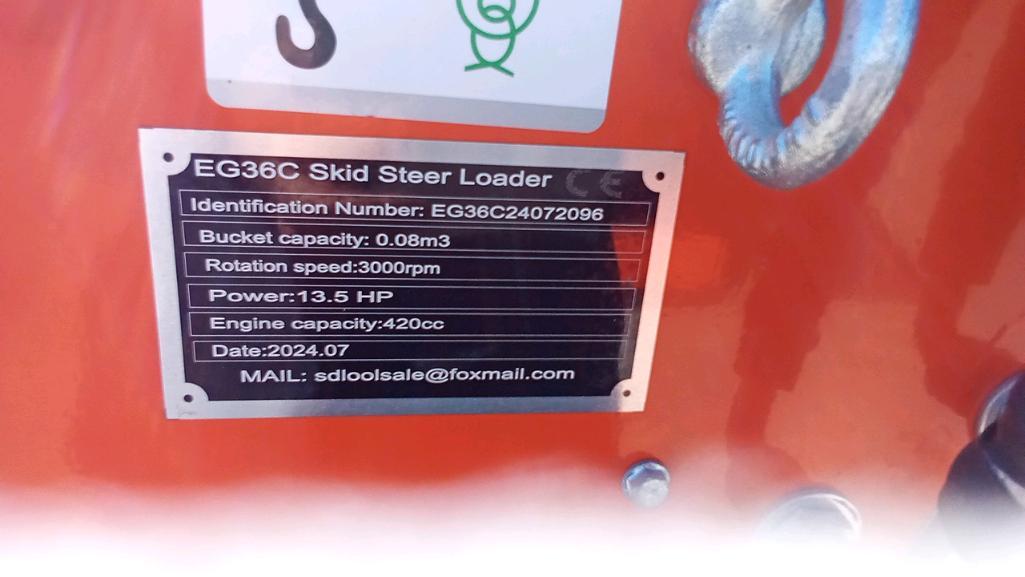 EG36C Skid Steer Loader CE
Identification Number: EG36C24072096
Bucket capacity: 0.08m3
Rotation speed:3000rpm
Power:13.5 HP
Engine capacity:420cc
Date:2024.07
MAIL: sdloolsale@foxmail.com